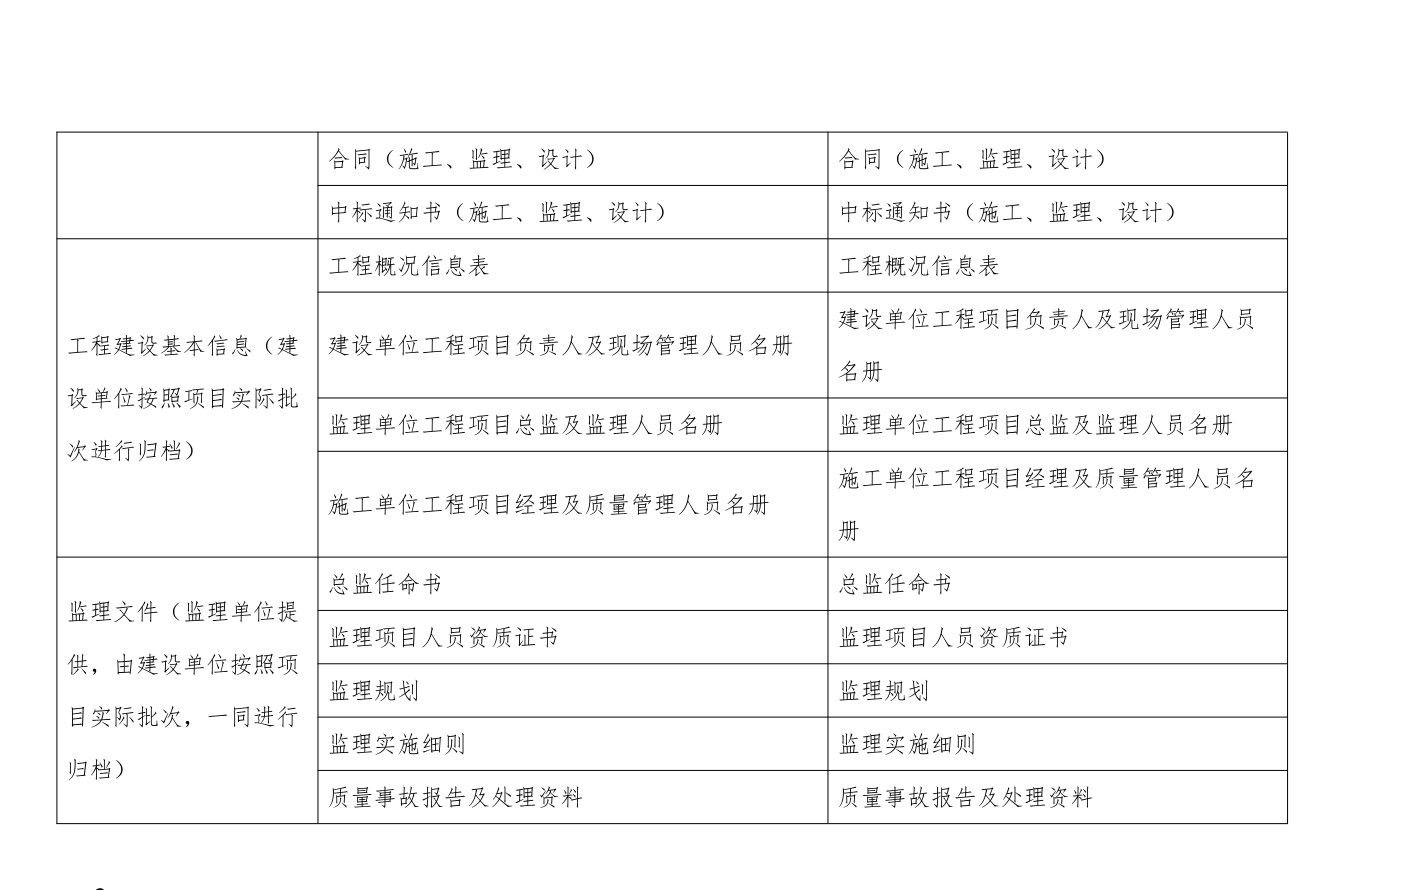 合同（施工、监理、设计）
合同（施工、监理、设计）
中标通知书（施工、监理、设计）
中标通知书（施工、监理、设计）
工程建设基本信息（建
设单位按照项目实际批
次进行归档）
工程概况信息表
工程概况信息表
建设单位工程项目负责人及现场管理人员名册
建设单位工程项目负责人及现场管理人员
名册
监理单位工程项目总监及监理人员名册
监理单位工程项目总监及监理人员名册
施工单位工程项目经理及质量管理人员名册
施工单位工程项目经理及质量管理人员名
册
监理文件（监理单位提
供，由建设单位按照项
目实际批次，一同进行
归档）
总监任命书
总监任命书
监理项目人员资质证书
监理项目人员资质证书
监理规划
监理规划
监理实施细则
监理实施细则
质量事故报告及处理资料
质量事故报告及处理资料